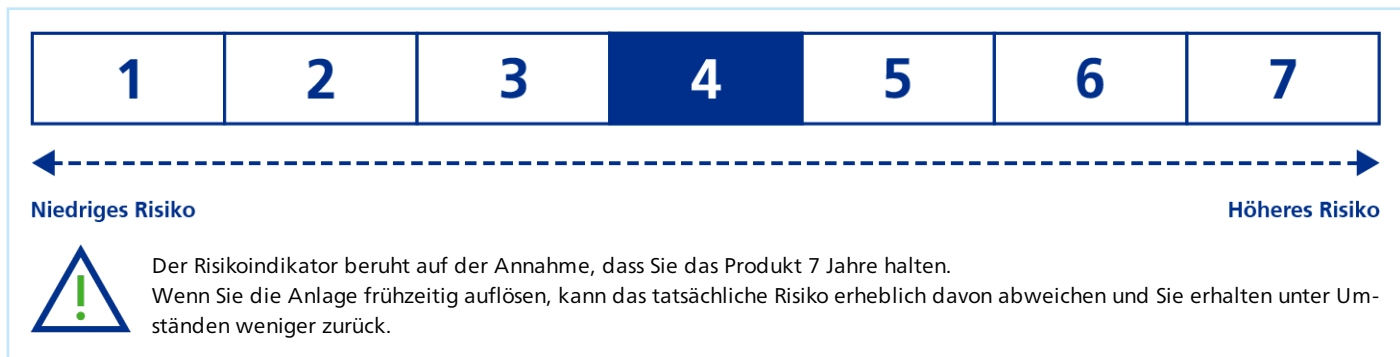 1 2 3 4 5 6 7
Niedriges Risiko Höheres Risiko
Der Risikoindikator beruht auf der Annahme, dass Sie das Produkt 7 Jahre halten.
Wenn Sie die Anlage frühzeitig auflösen, kann das tatsächliche Risiko erheblich davon abweichen und Sie erhalten unter Um-
ständen weniger zurück.